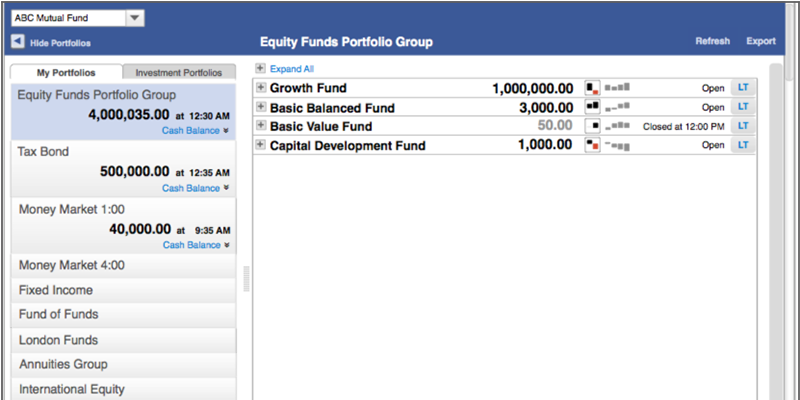 ABC Mutual Fund
Hide Portfolios
Equity Funds Portfolio Group
Refresh Export
My Portfolios Investment Portfolios
Equity Funds Portfolio Group
4,000,035.00 at 12:30 AM
Cash Balance
Tax Bond
500,000.00 at 12:35 AM
Cash Balance
Money Market 1:00
40,000.00 at 9:35 AM
Cash Balance
Money Market 4:00
Fixed Income
Fund of Funds
London Funds
Annuities Group
International Equity
Expand All
Growth Fund 1,000,000.00 Open LT
Basic Balanced Fund 3,000.00 Open LT
Basic Value Fund 50.00 Closed at 12:00 PM LT
Capital Development Fund 1,000.00 Open LT